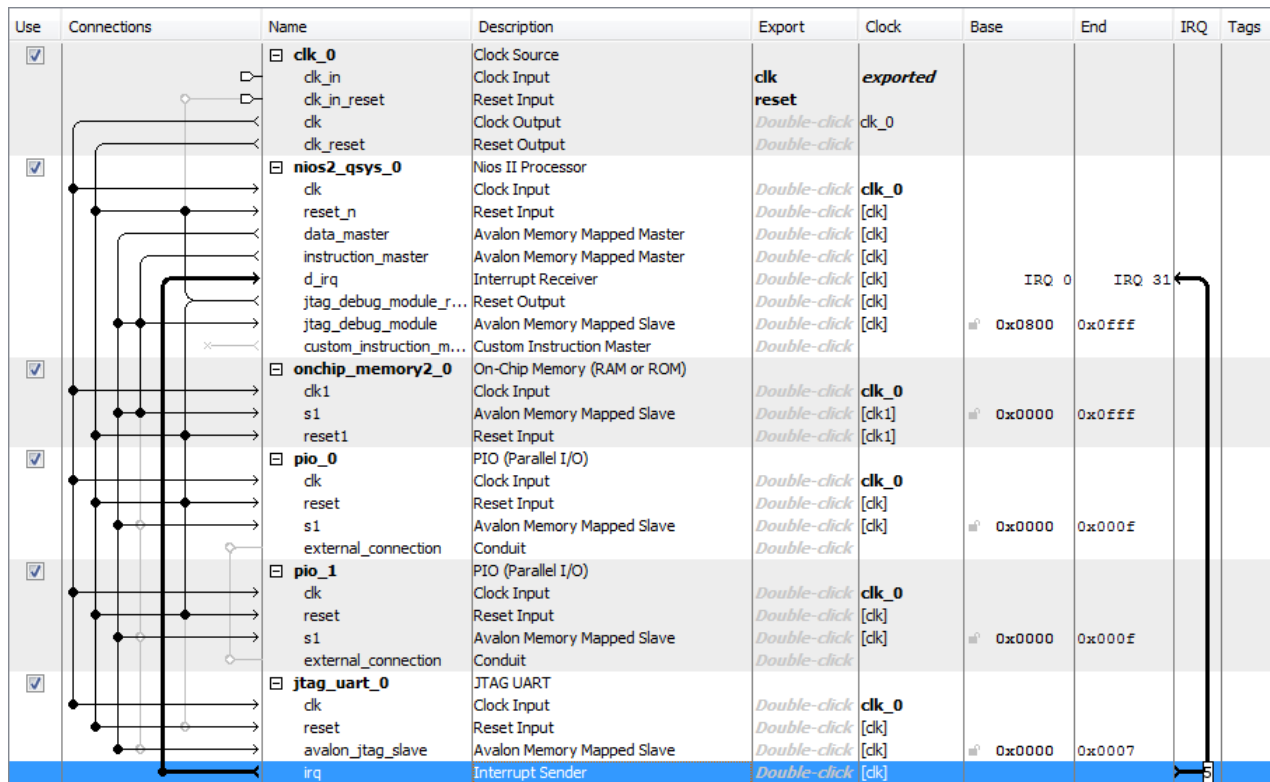 Use Connections Name Description Export Clock Base End IRQ Tags
clk_0 Clock Source
clk_in Clock Input clk exported
clk_in_reset Reset Input reset
clk Clock Output Double-click clk_0
clk_reset Reset Output Double-click
nios2_qsys_0 Nios II Processor
clk Clock Input Double-click clk_0
reset_n Reset Input Double-click [clk]
data_master Avalon Memory Mapped Master Double-click [clk]
instruction_master Avalon Memory Mapped Master Double-click [clk]
d_irq Interrupt Receiver Double-click [clk] IRQ 0 IRQ 31
jtag_debug_module_r... Reset Output Double-click [clk]
jtag_debug_module Avalon Memory Mapped Slave Double-click [clk] 0x0800 0x0fff
custom_instruction_m... Custom Instruction Master Double-click
onchip_memory2_0 On-Chip Memory (RAM or ROM)
clk1 Clock Input Double-click clk_0
s1 Avalon Memory Mapped Slave Double-click [clk1] 0x0000 0x0fff
reset1 Reset Input Double-click [clk1]
pio_0 PIO (Parallel I/O)
clk Clock Input Double-click clk_0
reset Reset Input Double-click [clk]
s1 Avalon Memory Mapped Slave Double-click [clk] 0x0000 0x000f
external_connection Conduit Double-click
pio_1 PIO (Parallel I/O)
clk Clock Input Double-click clk_0
reset Reset Input Double-click [clk]
s1 Avalon Memory Mapped Slave Double-click [clk] 0x0000 0x000f
external_connection Conduit Double-click
jtag_uart_0 JTAG UART
clk Clock Input Double-click clk_0
reset Reset Input Double-click [clk]
avalon_jtag_slave Avalon Memory Mapped Slave Double-click [clk] 0x0000 0x0007
irq Interrupt Sender Double-click [clk] 5